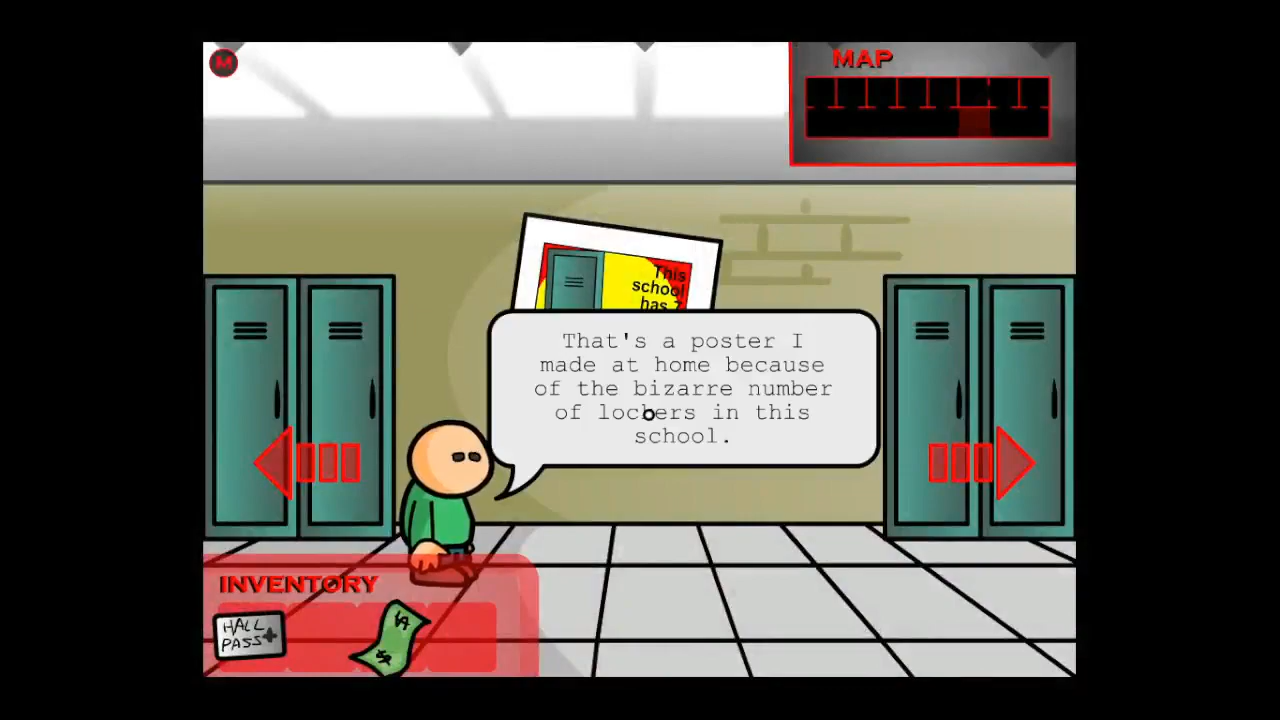 M
MAP
This
school
has 7
That's a poster I
made at home because
of the bizarre number
of lockers in this
school.
INVENTORY
HALL
PASS